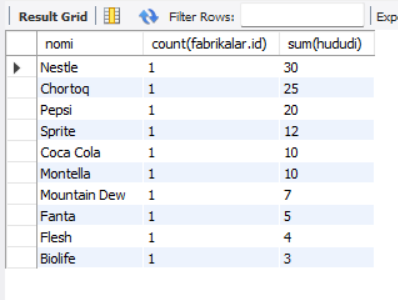 Result Grid Filter Rows: Exp
nomi count(fabrikalar.id) sum(hududi)
Nestle 1 30
Chortoq 1 25
Pepsi 1 20
Sprite 1 12
Coca Cola 1 10
Montella 1 10
Mountain Dew 1 7
Fanta 1 5
Flesh 1 4
Biolife 1 3